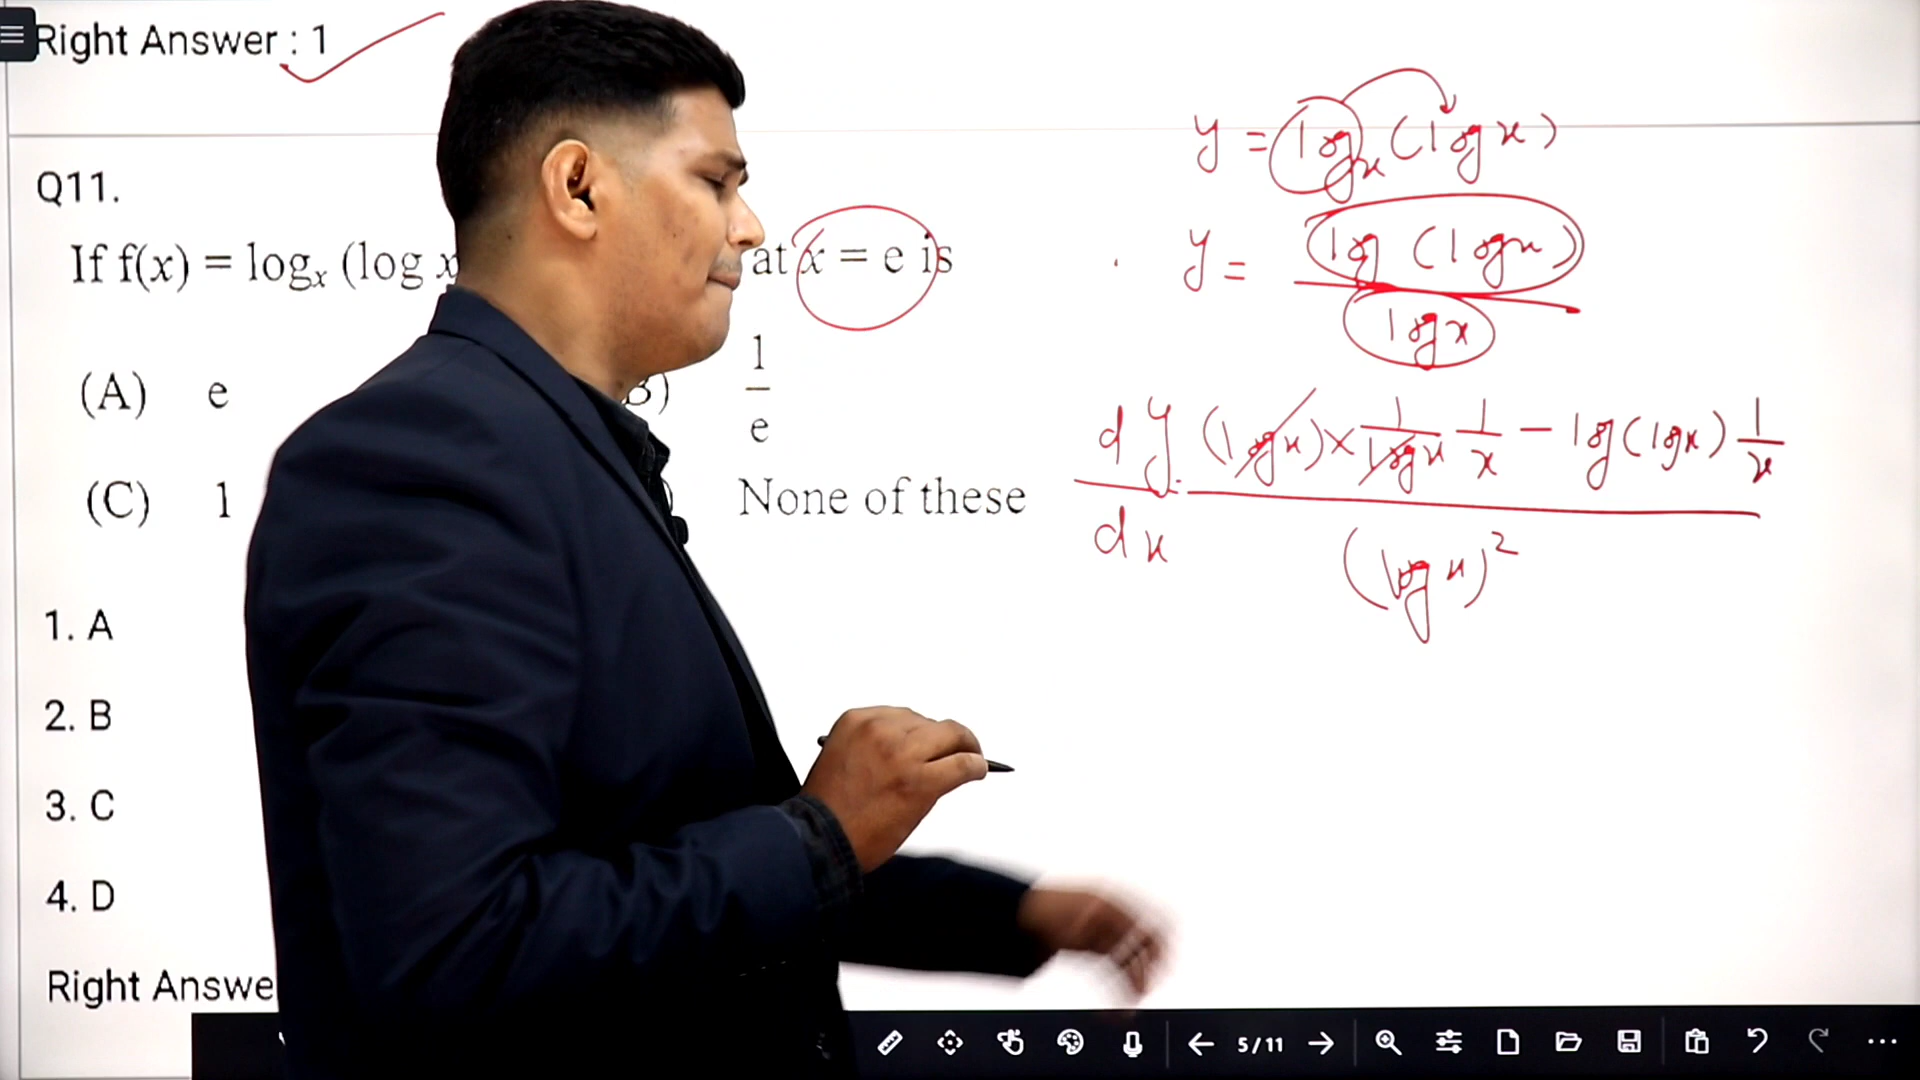 Right Answer : 1
Q11.
If f(x) = logₓ (log x at x = e is
(A) e B) 1/e
(C) 1 ) None of these
1. A
2. B
3. C
4. D
Right Answe
y = logₓ (log x)
y = log (log x) / log x
dy/dx (log x) × 1/log x 1/x − log (log x) 1/x / (log x)²
5/11